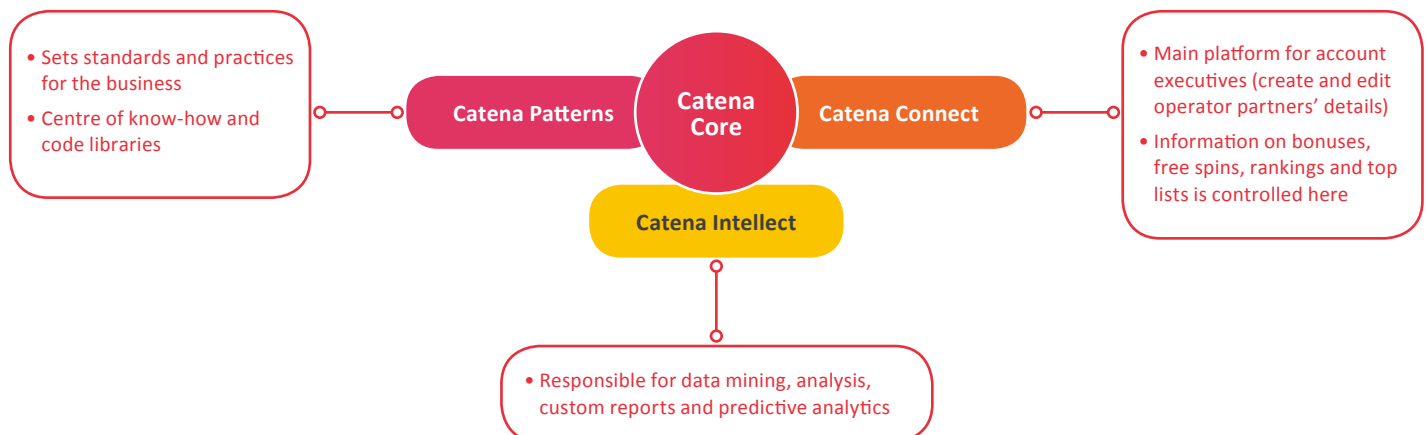 • Sets standards and practices
for the business
• Centre of know-how and
code libraries
Catena Patterns
Catena
Core
Catena Connect
• Main platform for account
executives (create and edit
operator partners’ details)
• Information on bonuses,
free spins, rankings and top
lists is controlled here
Catena Intellect
• Responsible for data mining, analysis,
custom reports and predictive analytics